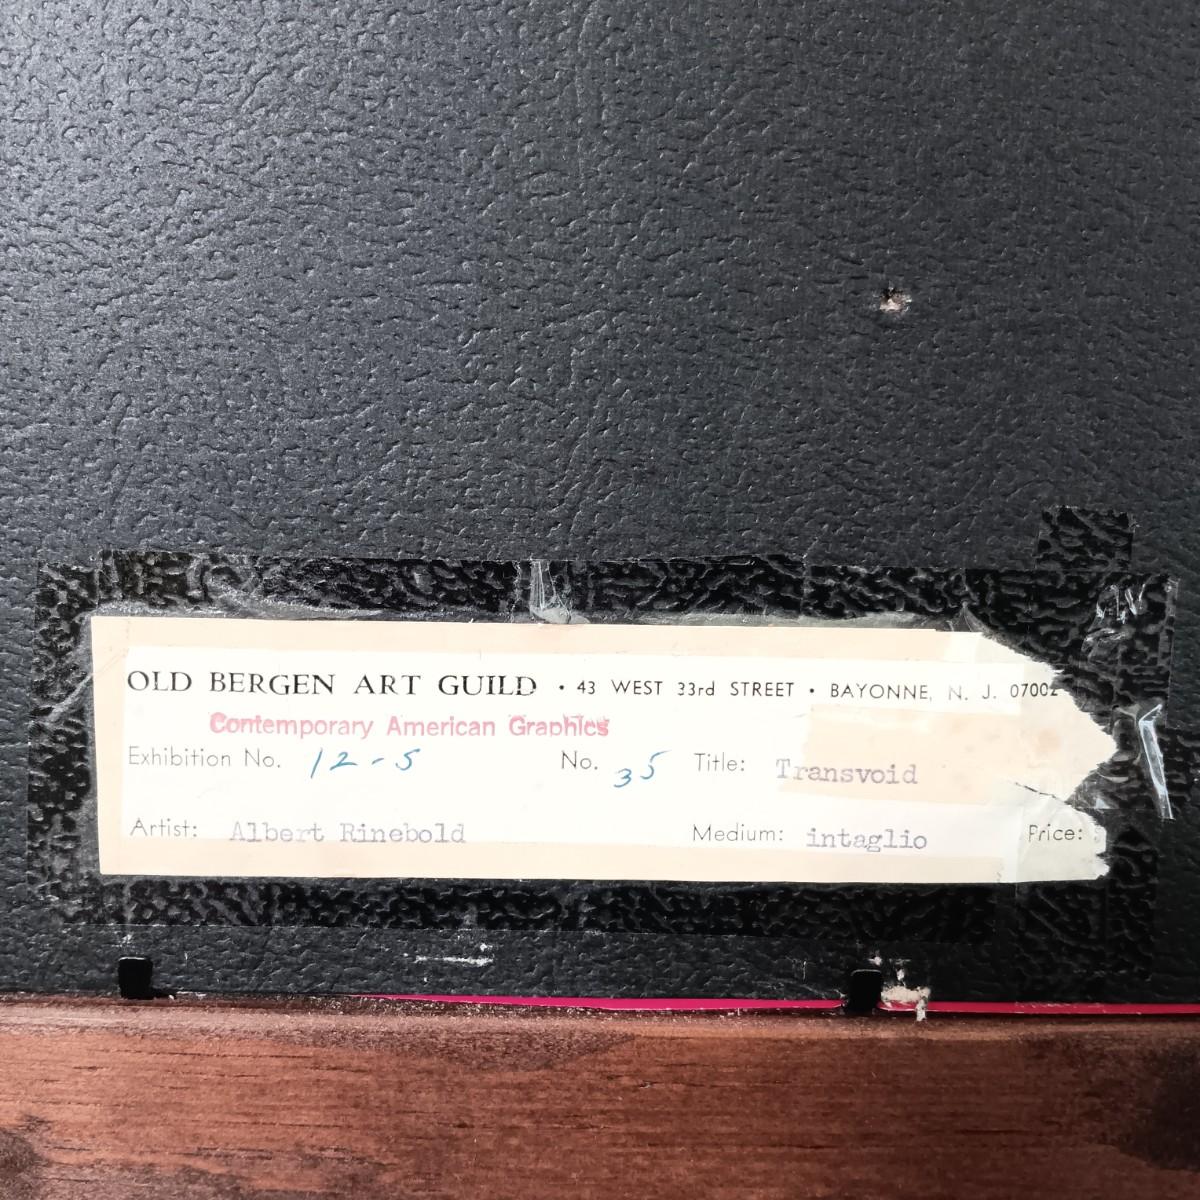 OLD BERGEN ART GUILD • 43 WEST 33rd STREET • BAYONNE, N. J. 07002
Contemporary American Graphics
Exhibition No. 12-5 No. 35 Title: Transvoid
Artist: Albert Rinebold Medium: intaglio Price: